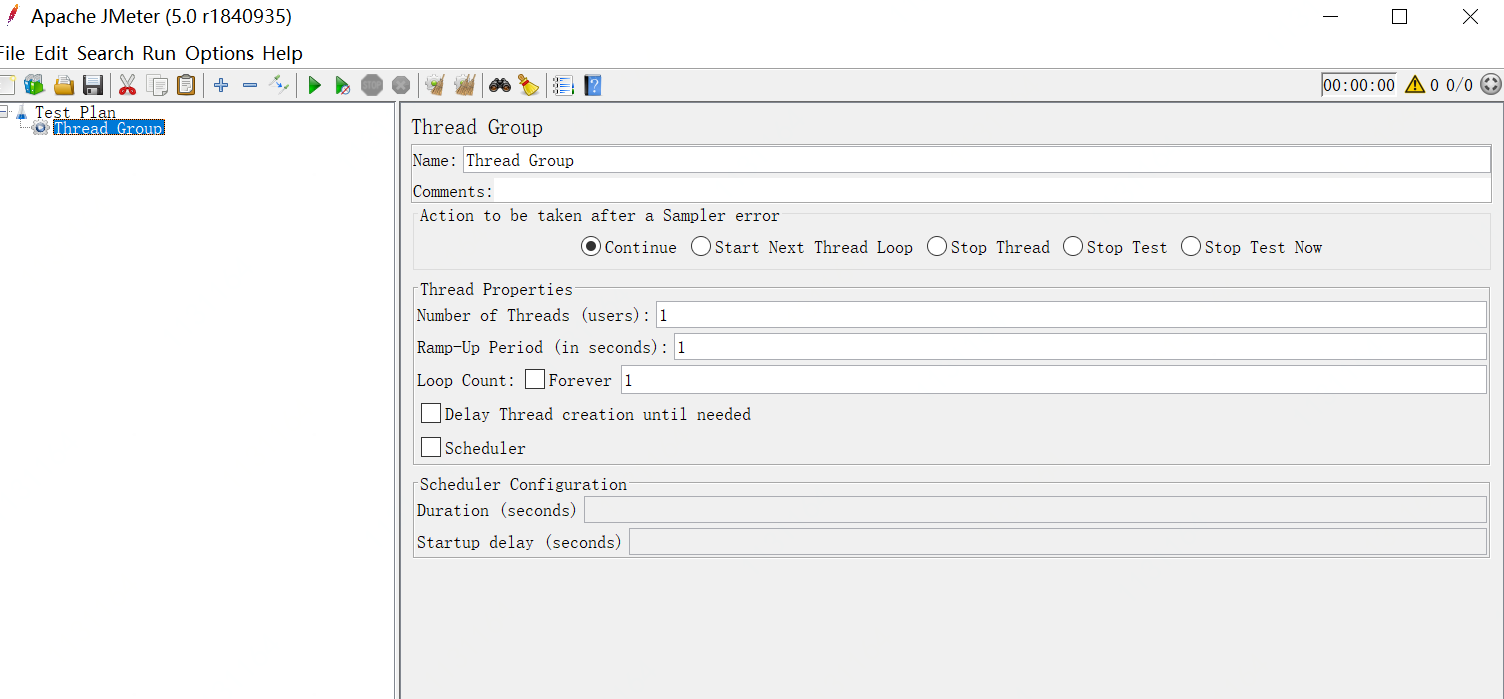 Apache JMeter (5.0 r1840935)
File Edit Search Run Options Help
00:00:00 0 0/0
Test Plan
Thread Group
Thread Group
Name: Thread Group
Comments:
Action to be taken after a Sampler error
Continue Start Next Thread Loop Stop Thread Stop Test Stop Test Now
Thread Properties
Number of Threads (users): 1
Ramp-Up Period (in seconds): 1
Loop Count: Forever 1
Delay Thread creation until needed
Scheduler
Scheduler Configuration
Duration (seconds)
Startup delay (seconds)